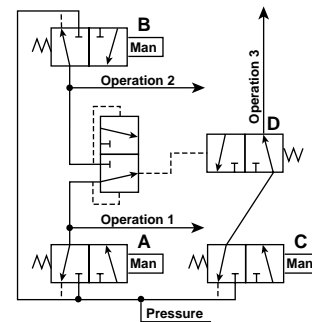 B
Man
Operation 2
Operation 3
D
Operation 1
A
Man
C
Man
Pressure